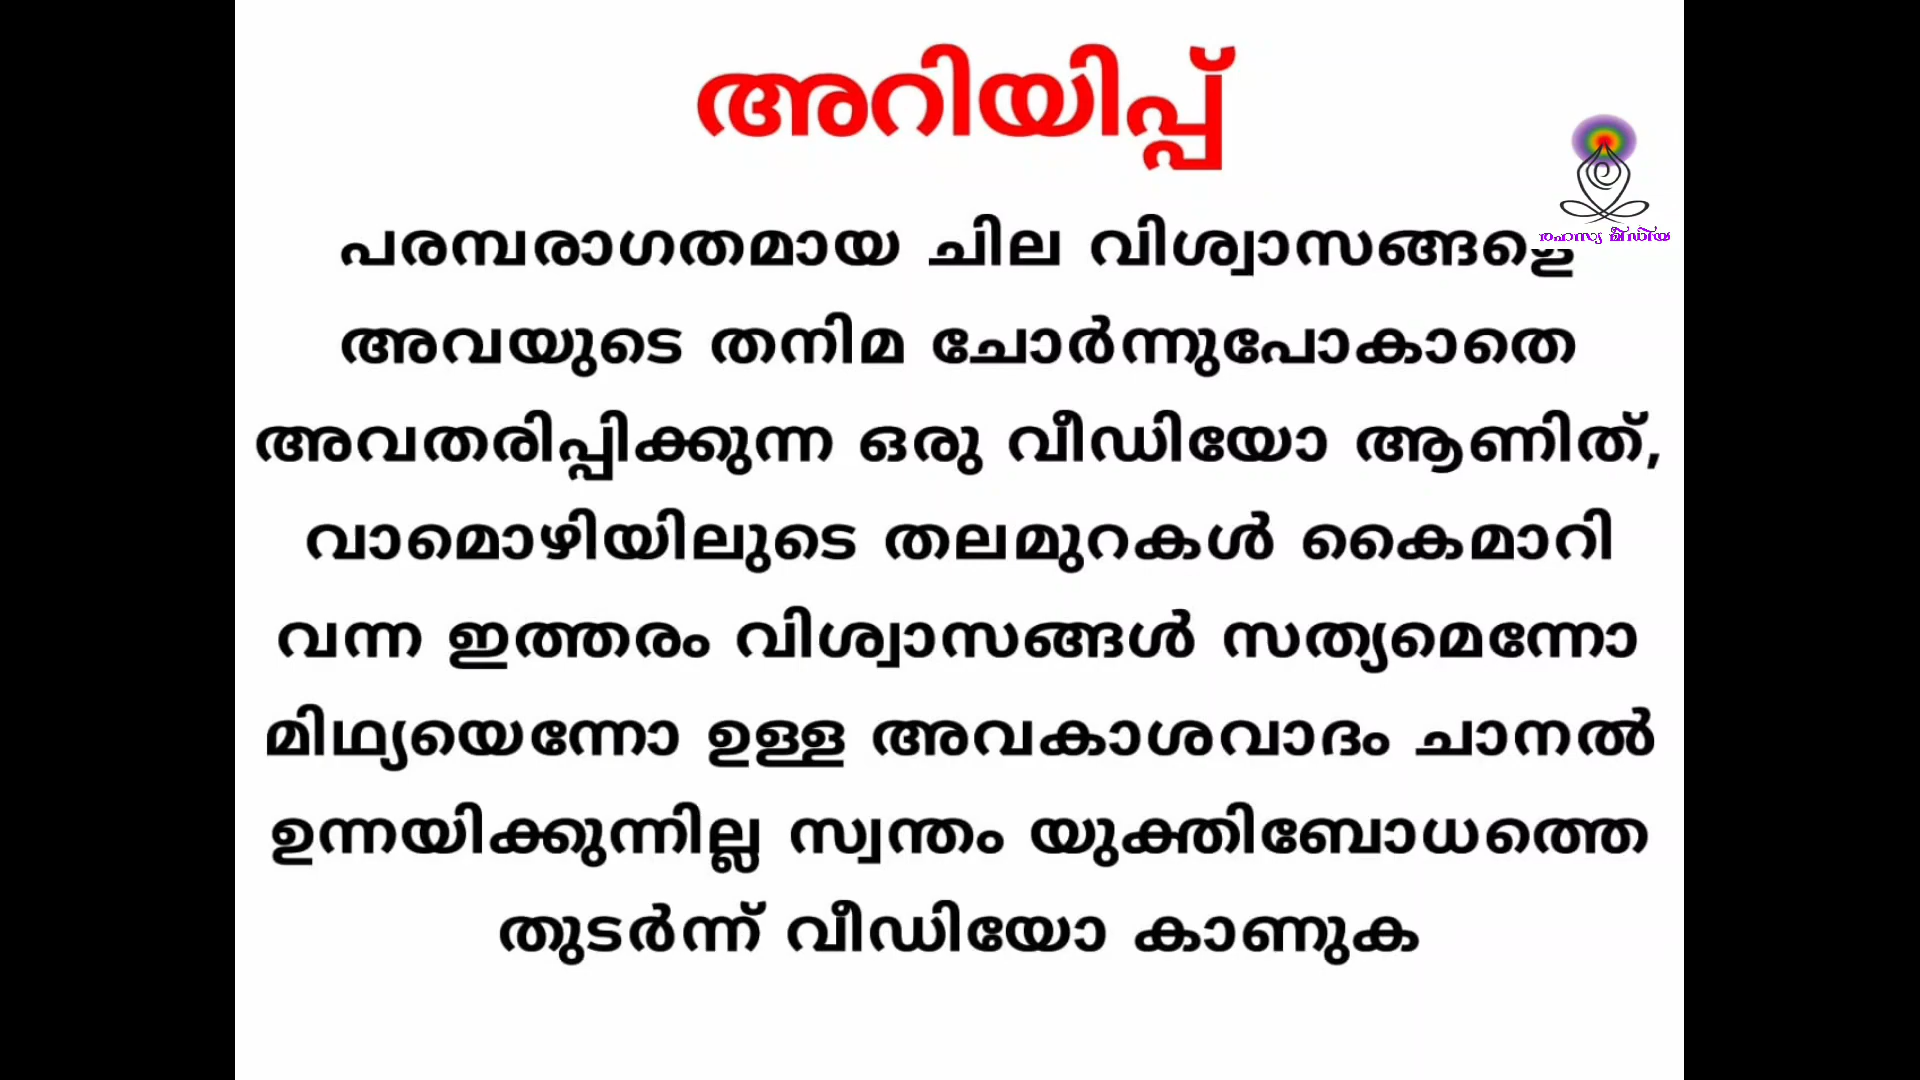 അറിയിപ്പ്
രഹസ്യ മീഡിയ
പരമ്പരാഗതമായ ചില വിശ്വാസങ്ങളെ
അവയുടെ തനിമ ചോർന്നുപോകാതെ
അവതരിപ്പിക്കുന്ന ഒരു വീഡിയോ ആണിത്,
വാമൊഴിയിലുടെ തലമുറകൾ കൈമാറി
വന്ന ഇത്തരം വിശ്വാസങ്ങൾ സത്യമെന്നോ
മിഥ്യയെന്നോ ഉള്ള അവകാശവാദം ചാനൽ
ഉന്നയിക്കുന്നില്ല സ്വന്തം യുക്തിബോധത്തെ
തുടർന്ന് വീഡിയോ കാണുക